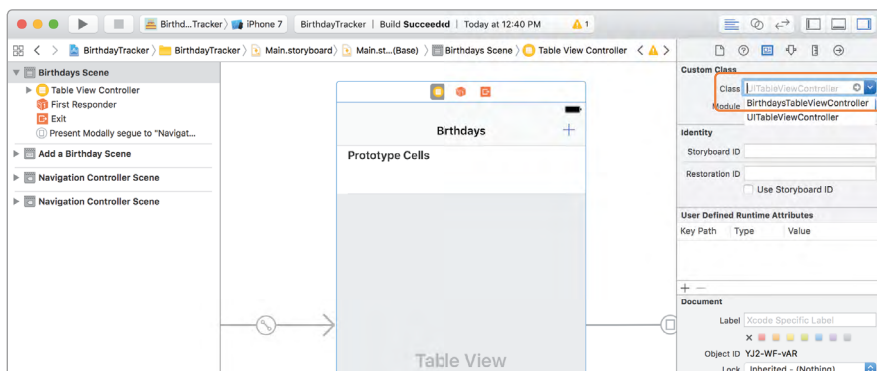 Birthd...Tracker iPhone 7 BirthdayTracker | Build Succeeded | Today at 12:40 PM 1
BirthdayTracker BirthdayTracker Main.storyboard Main.st...(Base) Birthdays Scene Table View Controller
Birthdays Scene
Table View Controller
First Responder
Exit
Present Modally segue to "Navigat...
Add a Birthday Scene
Navigation Controller Scene
Navigation Controller Scene
Brthdays
Prototype Cells
Table View
Custom Class
Class UITableViewController
Module BirthdaysTableViewController
UITableViewController
Identity
Storyboard ID
Restoration ID
Use Storyboard ID
User Defined Runtime Attributes
Key Path Type Value
Document
Label Xcode Specific Label
Object ID YJ2-WF-vAR
Lock Inherited - (Nothing)